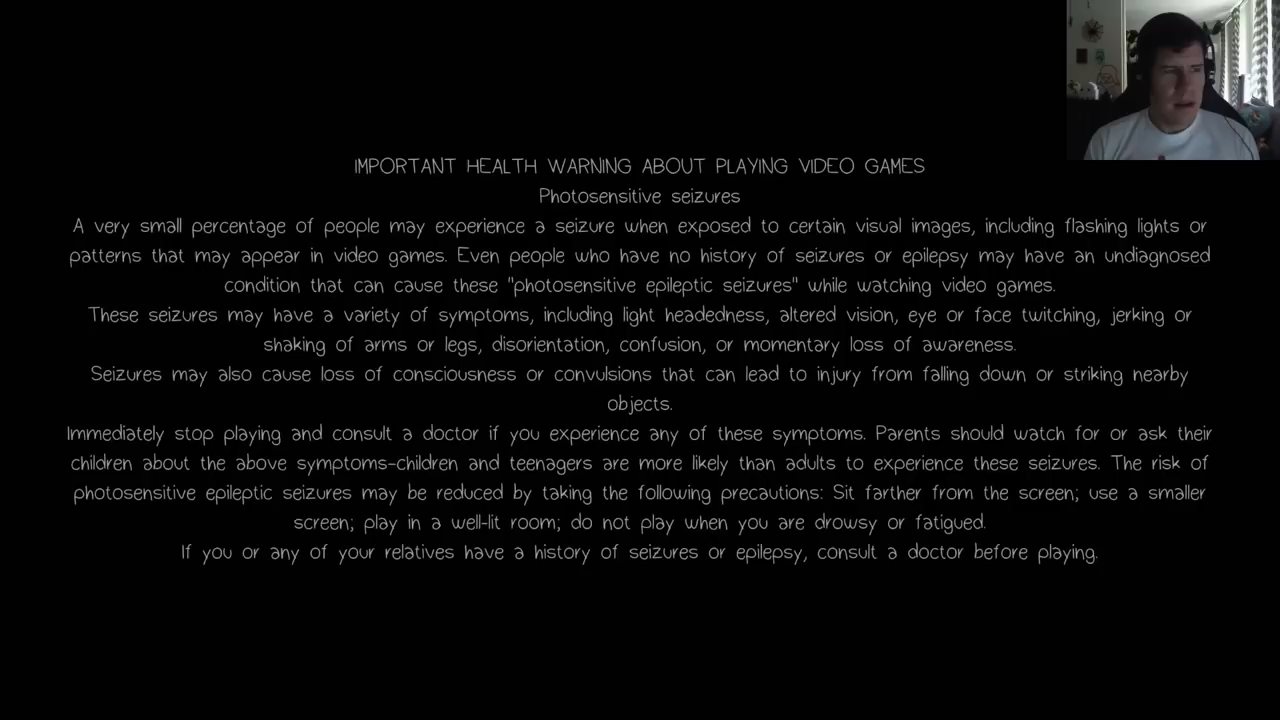 IMPORTANT HEALTH WARNING ABOUT PLAYING VIDEO GAMES
Photosensitive seizures
A very small percentage of people may experience a seizure when exposed to certain visual images, including flashing lights or
patterns that may appear in video games. Even people who have no history of seizures or epilepsy may have an undiagnosed
condition that can cause these "photosensitive epileptic seizures" while watching video games.
These seizures may have a variety of symptoms, including light headedness, altered vision, eye or face twitching, jerking or
shaking of arms or legs, disorientation, confusion, or momentary loss of awareness.
Seizures may also cause loss of consciousness or convulsions that can lead to injury from falling down or striking nearby
objects.
Immediately stop playing and consult a doctor if you experience any of these symptoms. Parents should watch for or ask their
children about the above symptoms-children and teenagers are more likely than adults to experience these seizures. The risk of
photosensitive epileptic seizures may be reduced by taking the following precautions: Sit farther from the screen; use a smaller
screen; play in a well-lit room; do not play when you are drowsy or fatigued.
If you or any of your relatives have a history of seizures or epilepsy, consult a doctor before playing.